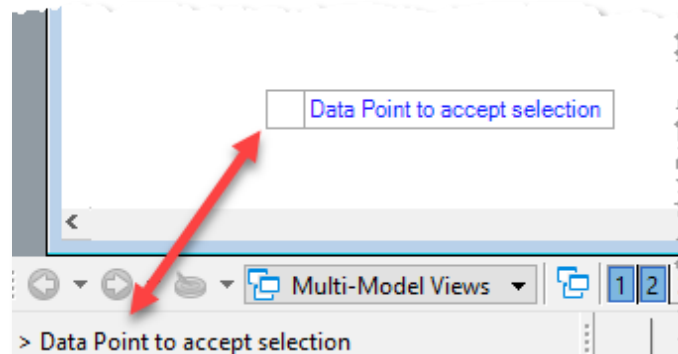 Data Point to accept selection
Multi-Model Views 1 2
> Data Point to accept selection